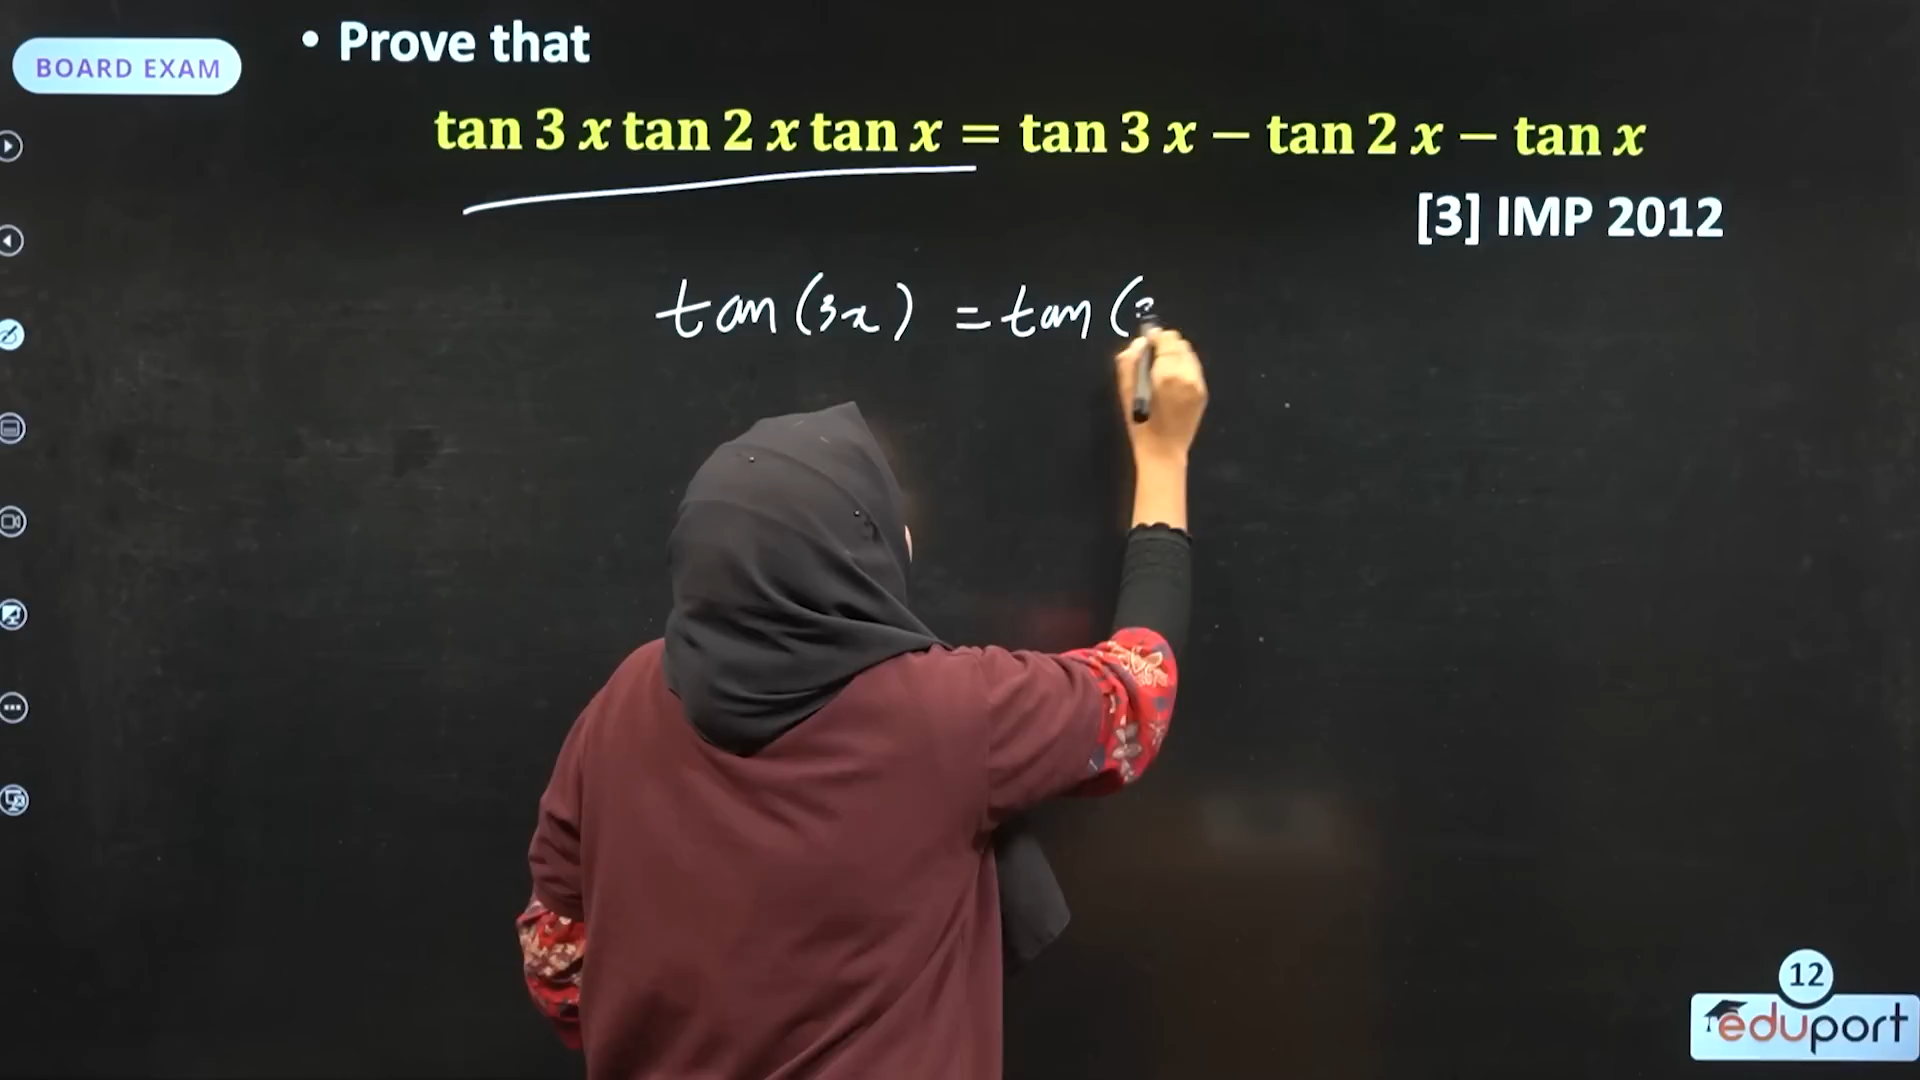 BOARD EXAM
• Prove that
tan 3 x tan 2 x tan x = tan 3 x − tan 2 x − tan x
[3] IMP 2012
tan (3x) = tan (
12
eduport